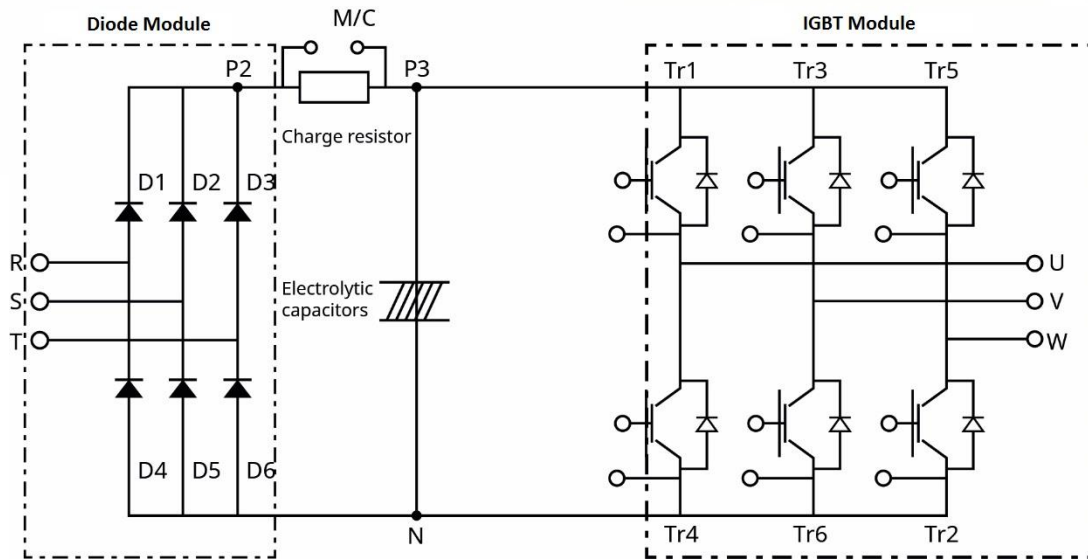 Diode Module
M/C
IGBT Module
P2
P3
Tr1
Tr3
Tr5
Charge resistor
D1
D2
D3
R
S
T
Electrolytic
capacitors
U
V
W
D4
D5
D6
N
Tr4
Tr6
Tr2